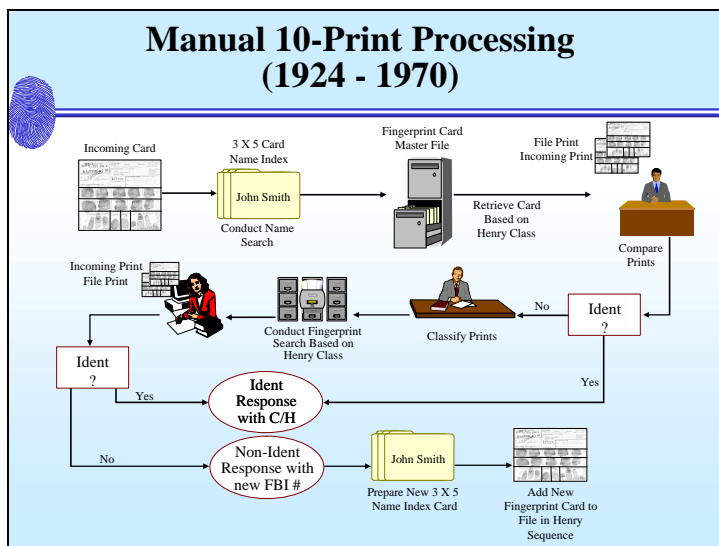 Manual 10-Print Processing
(1924 - 1970)
Incoming Card
3 X 5 Card
Name Index
John Smith
Conduct Name
Search
Fingerprint Card
Master File
Retrieve Card
Based on
Henry Class
File Print
Incoming Print
Compare
Prints
Ident
?
No
Yes
Classify Prints
Conduct Fingerprint
Search Based on
Henry Class
Incoming Print
File Print
Ident
?
Yes
Ident
Response
with C/H
No
Non-Ident
Response with
new FBI #
John Smith
Prepare New 3 X 5
Name Index Card
Add New
Fingerprint Card to
File in Henry
Sequence